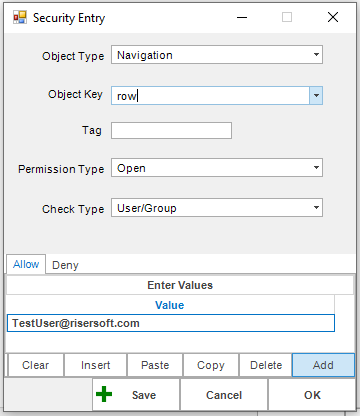 Security Entry
Object Type Navigation
Object Key row
Tag
Permission Type Open
Check Type User/Group
Allow Deny
Enter Values
Value
TestUser@risersoft.com
Clear Insert Paste Copy Delete Add
Save Cancel OK